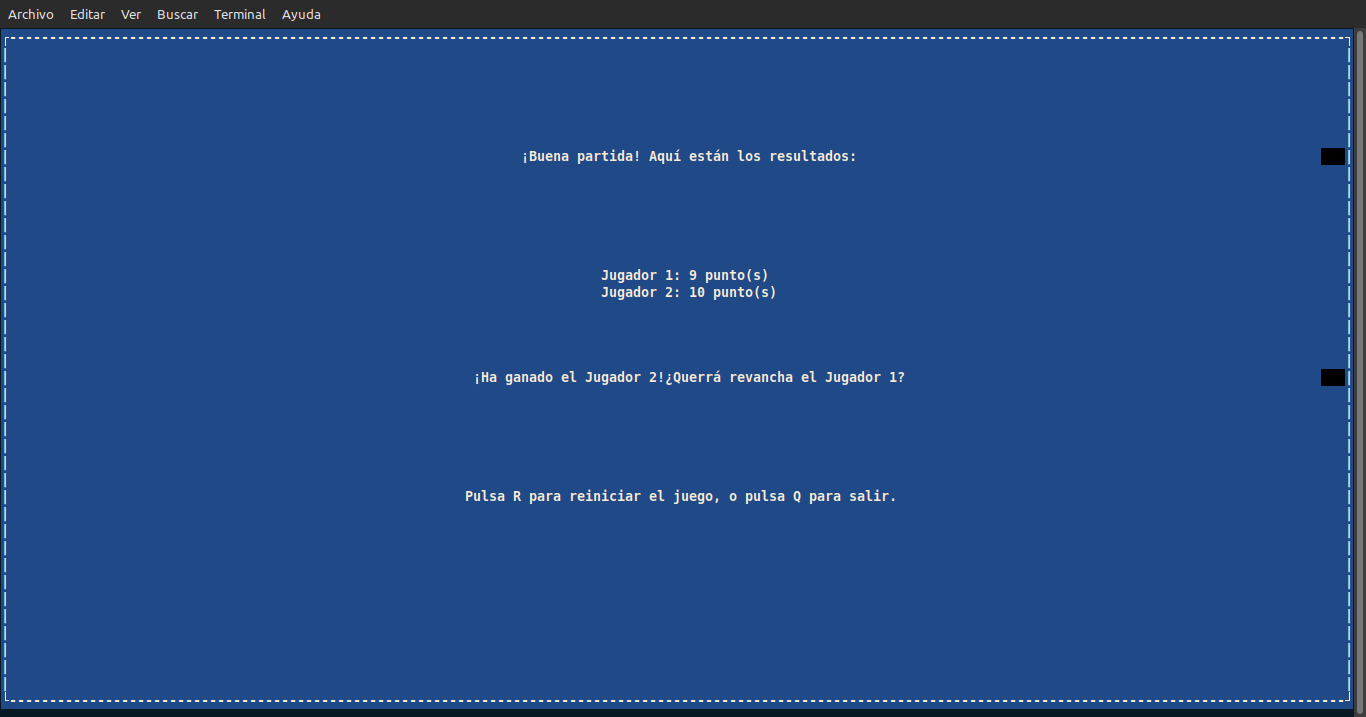 Archivo Editar Ver Buscar Terminal Ayuda
¡Buena partida! Aquí están los resultados:
Jugador 1: 9 punto(s)
Jugador 2: 10 punto(s)
¡Ha ganado el Jugador 2!¿Querrá revancha el Jugador 1?
Pulsa R para reiniciar el juego, o pulsa Q para salir.